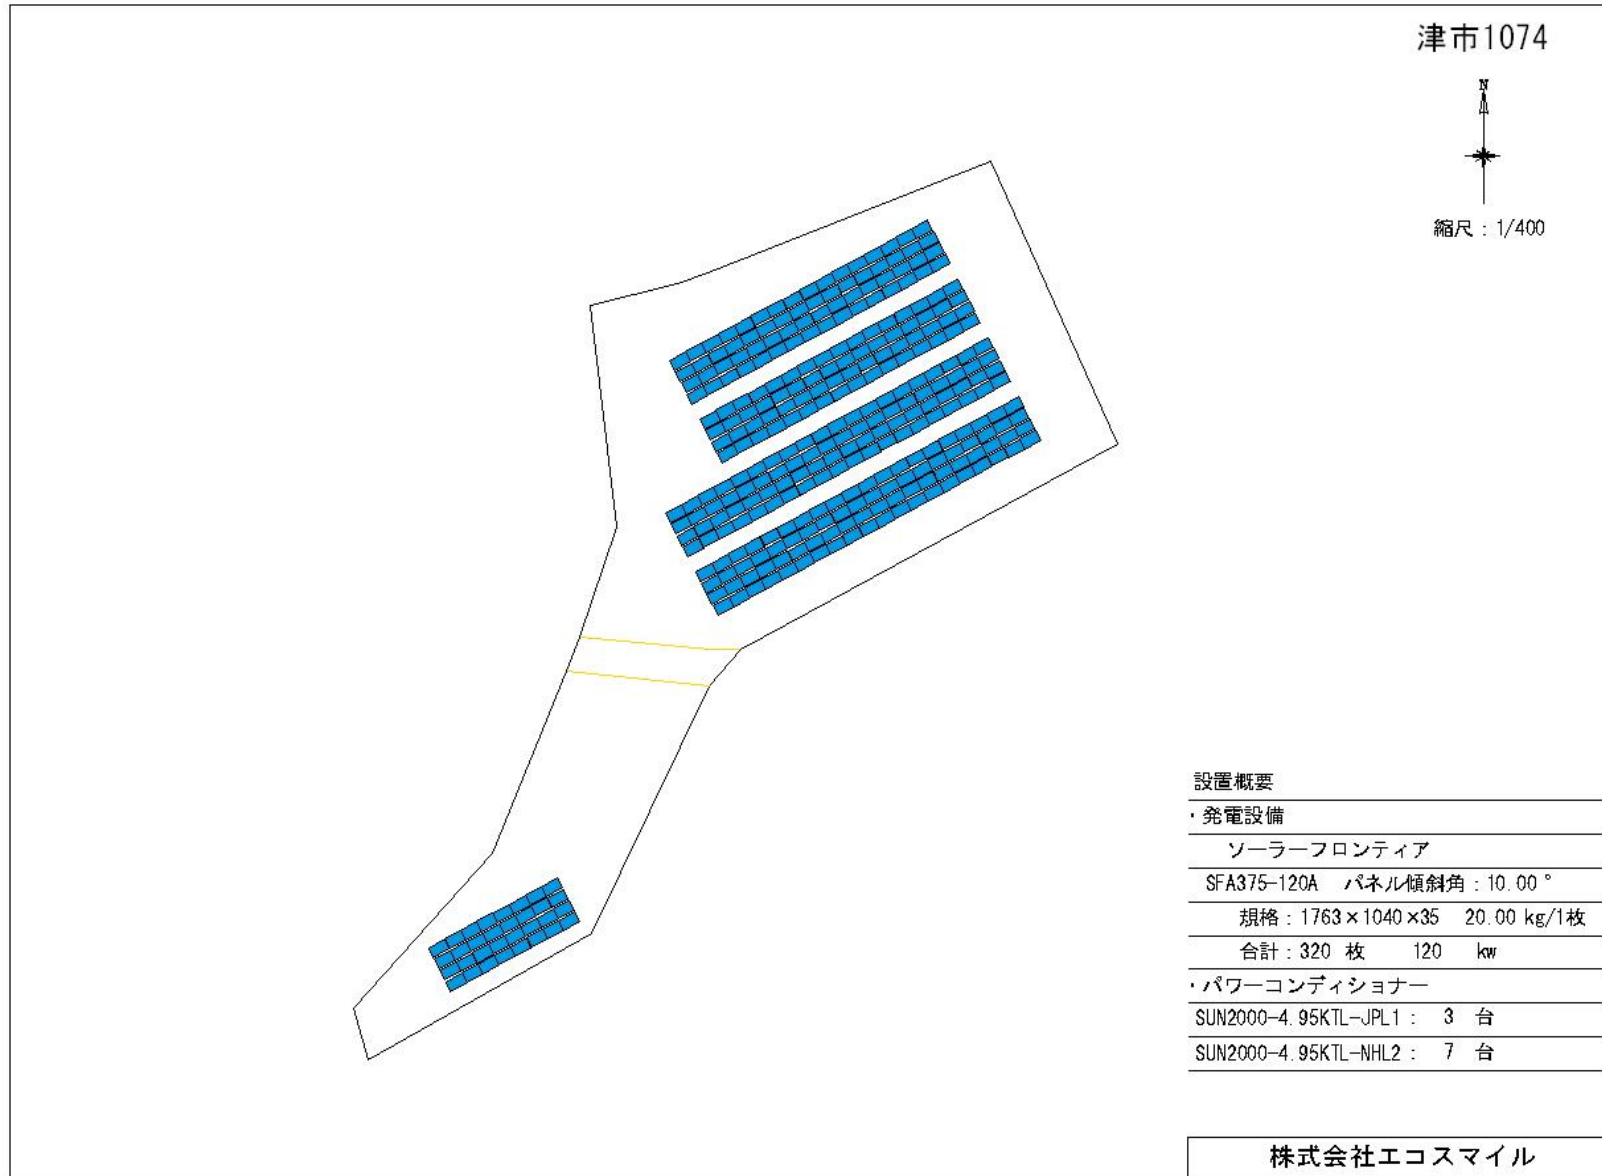 津市1074
N
縮尺：1/400
設置概要
・発電設備
ソーラーフロンティア
SFA375-120A パネル傾斜角：10.00°
規格：1763×1040×35 20.00 kg/1枚
合計：320 枚 120 kw
・パワーコンディショナー
SUN2000-4.95KTL-JPL1： 3 台
SUN2000-4.95KTL-NHL2： 7 台
株式会社エコスマイル